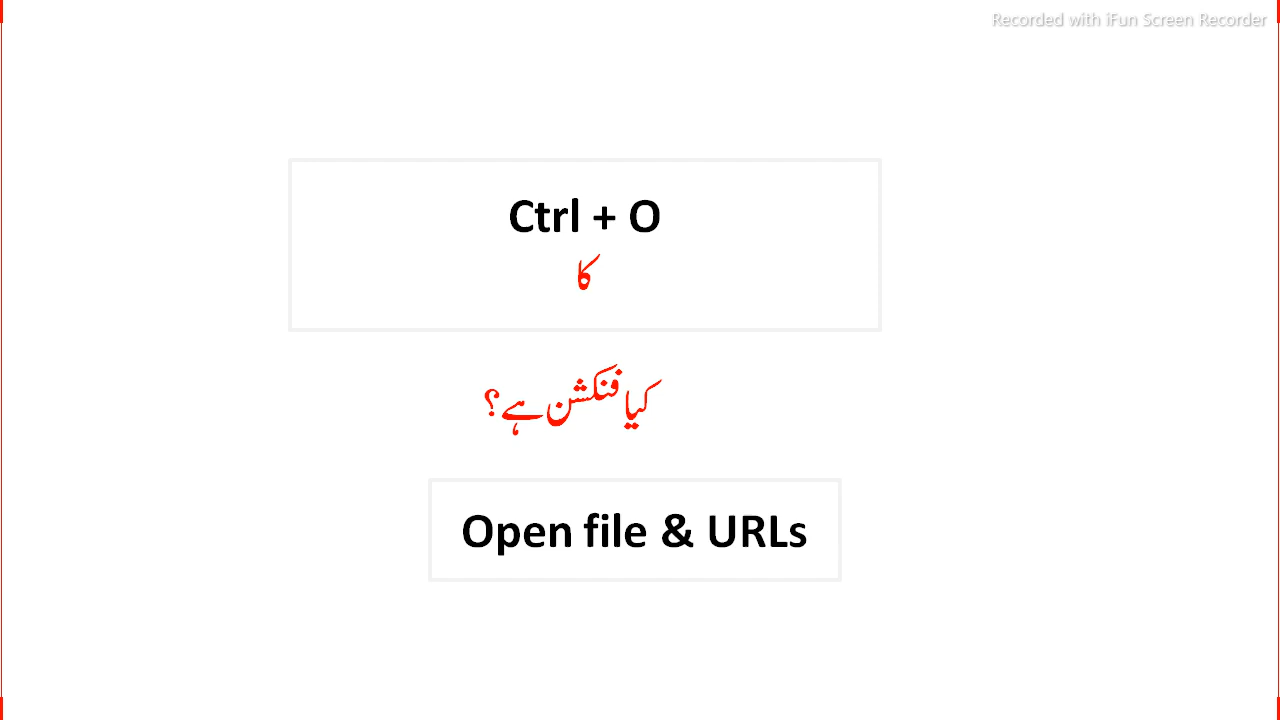 Recorded with iFun Screen Recorder
Ctrl + O
کا
کیا فنکشن ہے؟
Open file & URLs